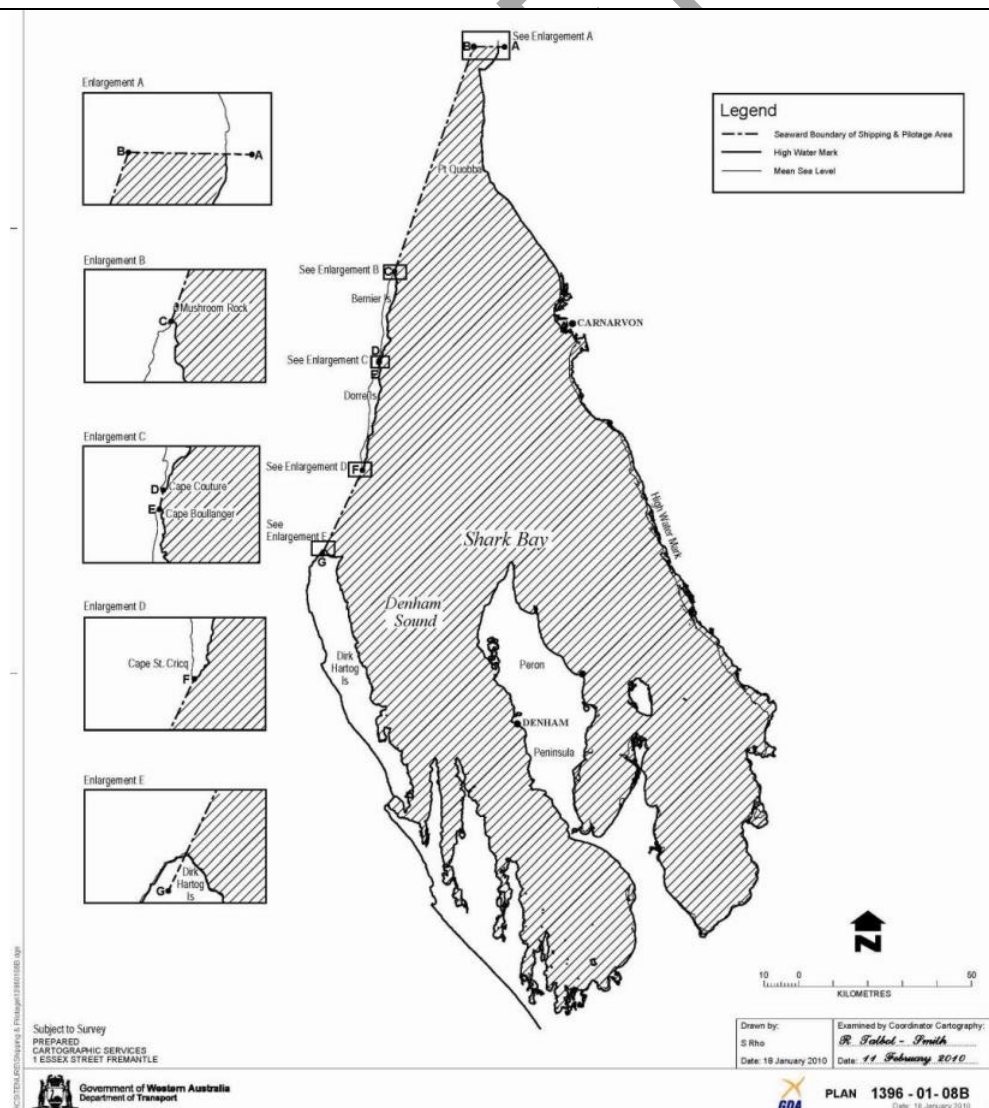 See Enlargement A
B
A
Enlargement A
B
A
Legend
Seaward Boundary of Shipping & Pilotage Area
High Water Mark
Mean Sea Level
Pt Quobba
Enlargement B
Mushroom Rock
C
See Enlargement B
C
Bernier Is
CARNARVON
D
See Enlargement C
E
Dorre Is
Enlargement C
D
Cape Couture
E
Cape Boullanger
See Enlargement D
F
High Water Mark
See
Enlargement E
G
Shark Bay
Denham
Sound
Enlargement D
Cape St. Cricq
F
Dirk
Hartog
Is
Peron
DENHAM
Peninsula
Enlargement E
Dirk
Hartog
Is
G
N
10 0 50
KILOMETRES
Subject to Survey
PREPARED
CARTOGRAPHIC SERVICES
1 ESSEX STREET FREMANTLE
Drawn by:
S Rho
Date: 18 January 2010
Examined by Coordinator Cartography:
R Talbot - Smith
Date: 11 February 2010
Government of Western Australia
Department of Transport
GDA
PLAN 1396 - 01 - 08B
Date: 18 January 2010